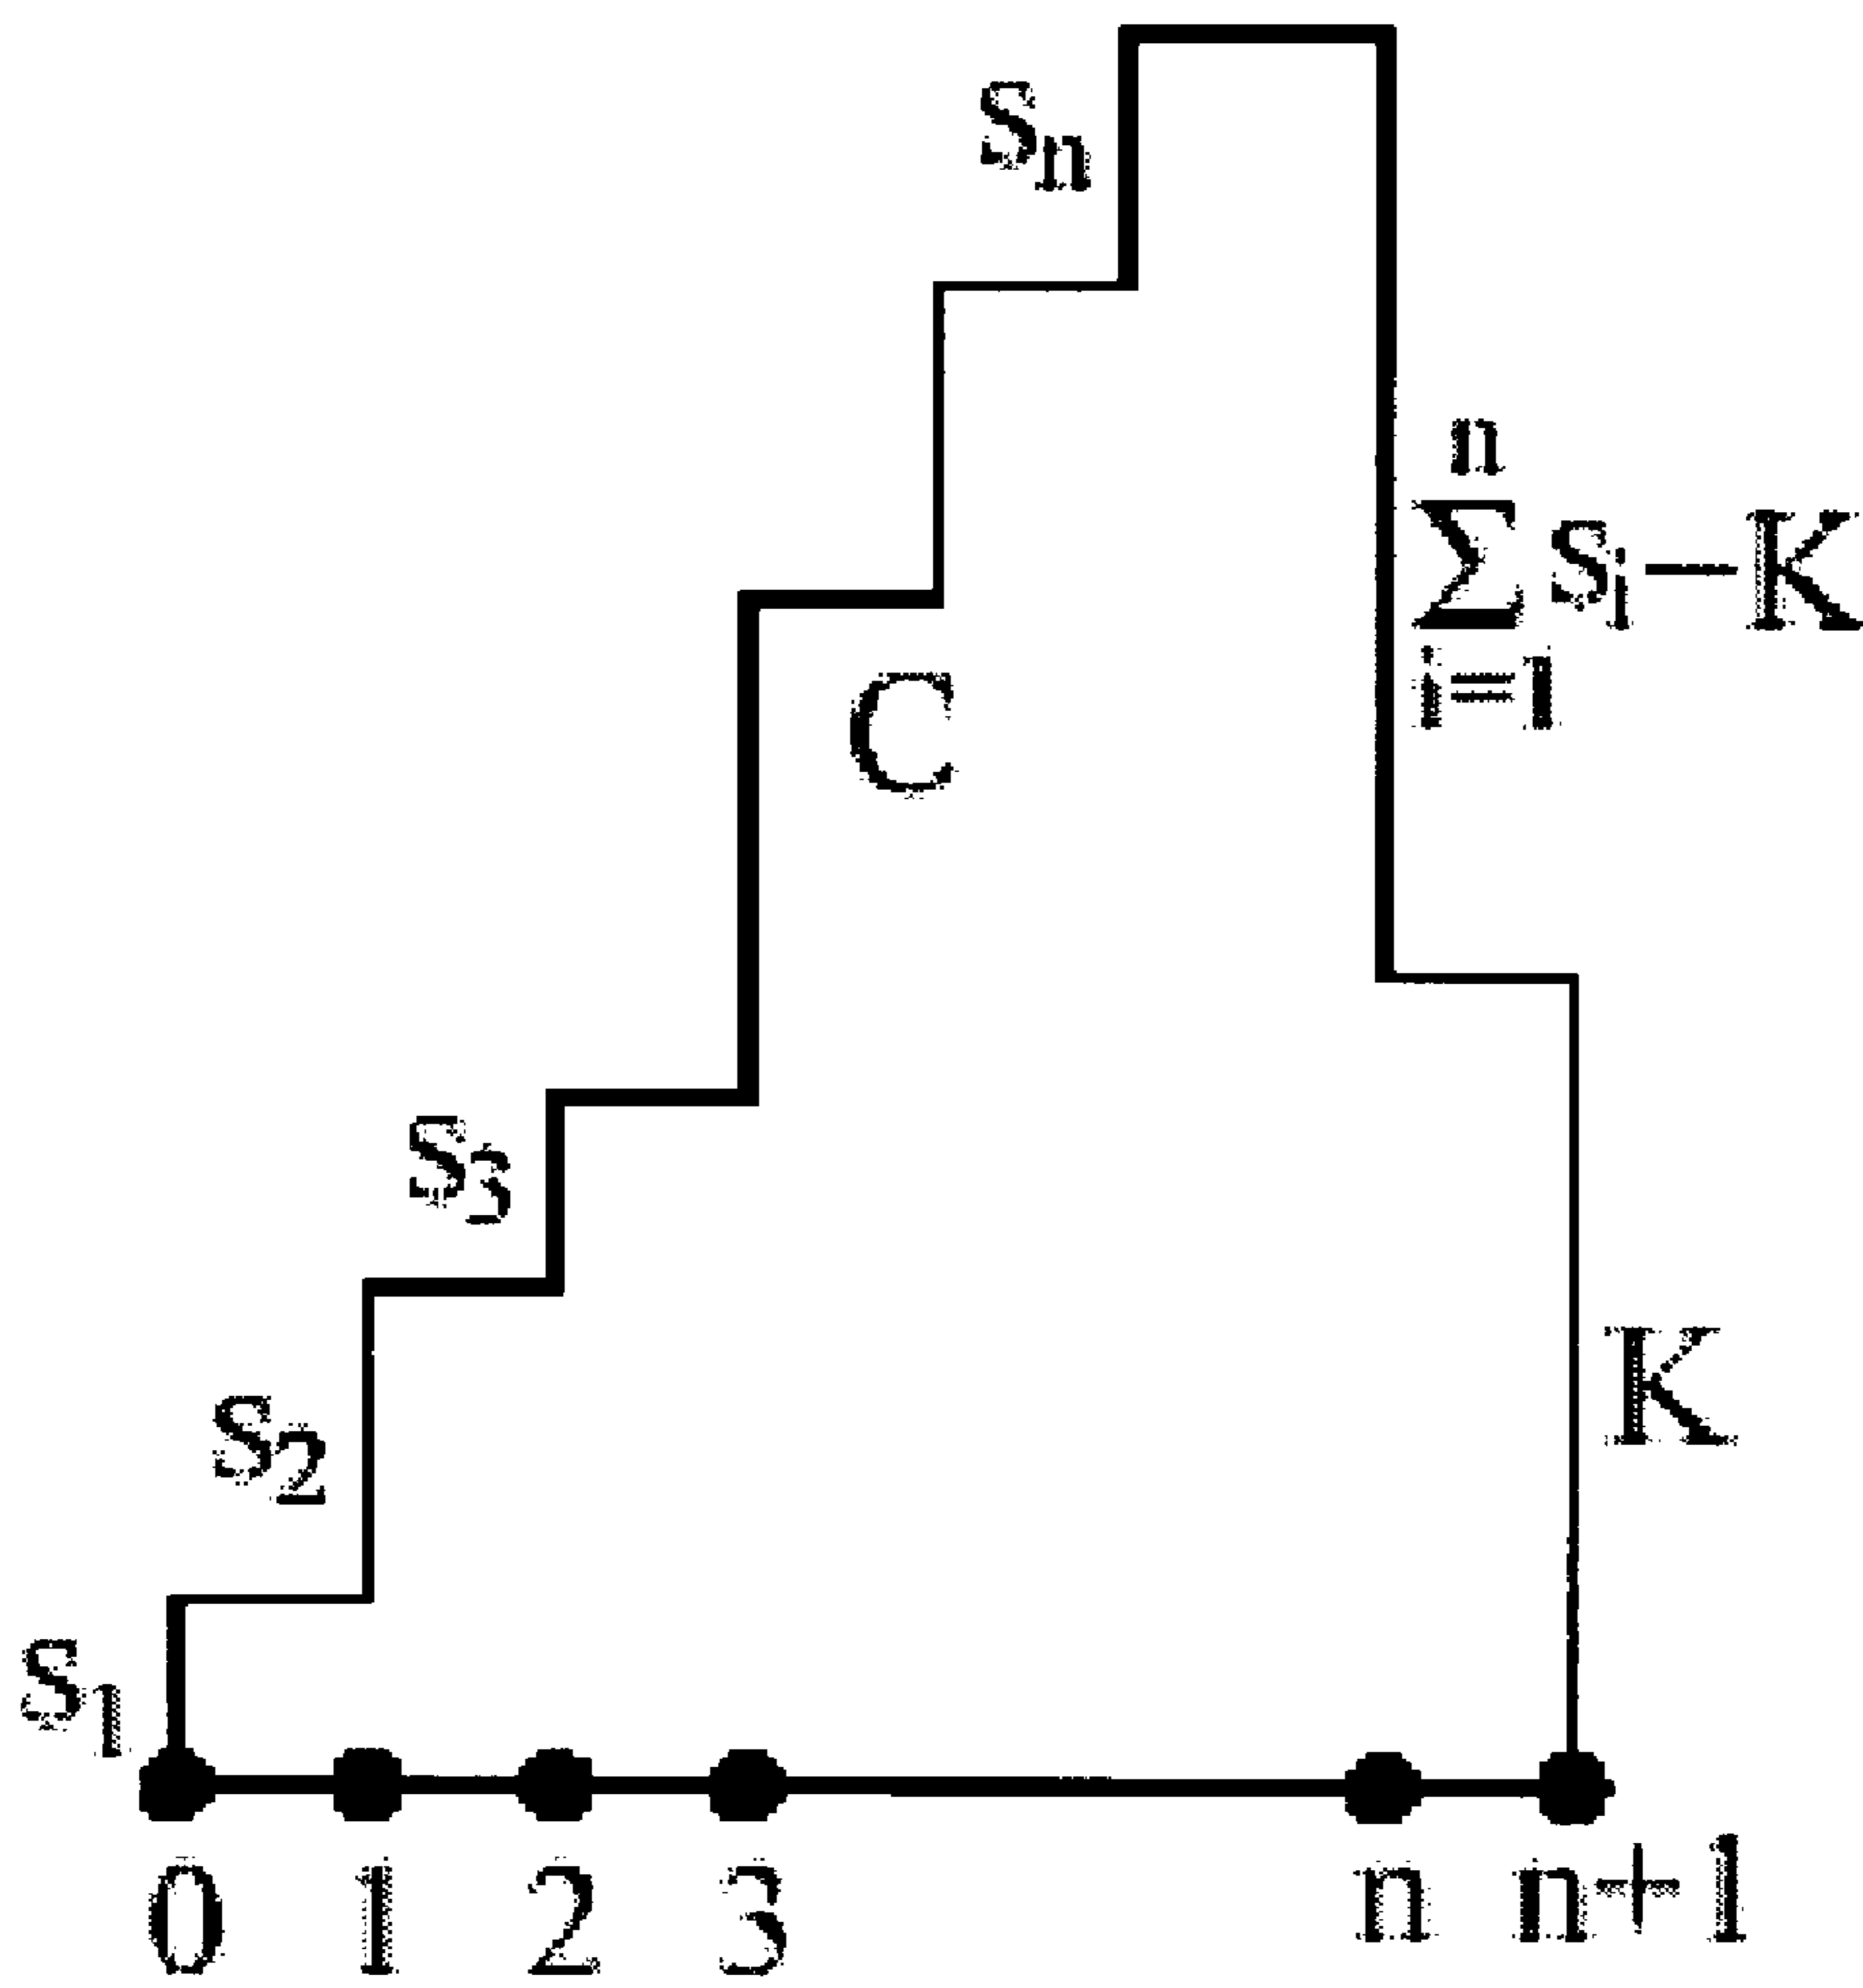 sₙ
n
∑ sᵢ−K
i=1
C
s₃
K
s₂
s₁
0 1 2 3 n n+1